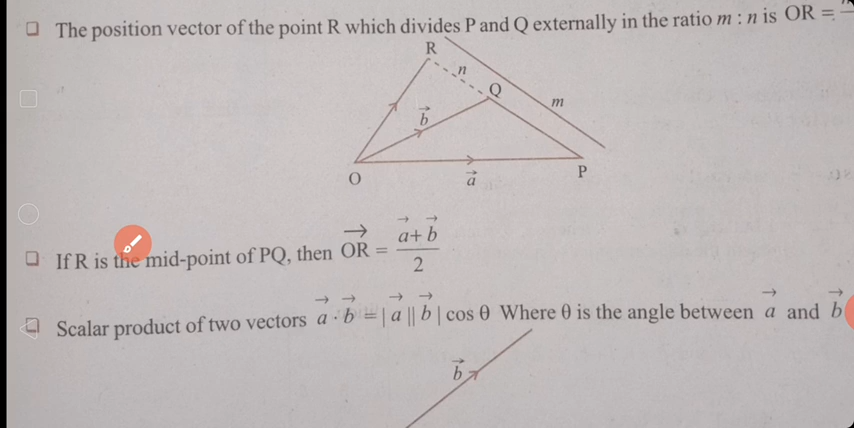 The position vector of the point R which divides P and Q externally in the ratio m : n is OR =
R
n
Q
m
b⃗
O
a⃗
P
If R is the mid-point of PQ, then OR⃗ = (a⃗ + b⃗)/2
Scalar product of two vectors a⃗ · b⃗ = | a⃗ || b⃗ | cos θ Where θ is the angle between a⃗ and b⃗
b⃗